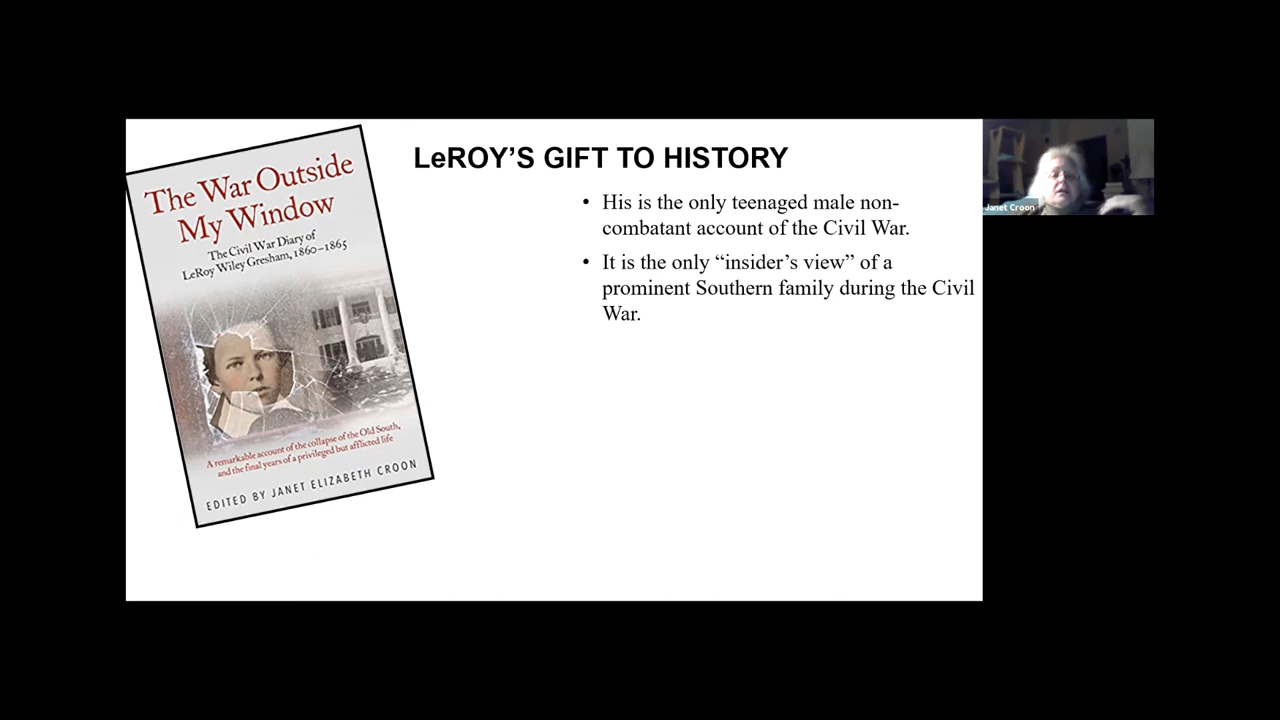 The War Outside
My Window
The Civil War Diary of
LeRoy Wiley Gresham, 1860–1865
A remarkable account of the collapse of the Old South,
and the final years of a privileged but afflicted life
EDITED BY JANET ELIZABETH CROON
LeROY’S GIFT TO HISTORY
• His is the only teenaged male non-
combatant account of the Civil War.
• It is the only “insider’s view” of a
prominent Southern family during the Civil
War.
Janet Croon